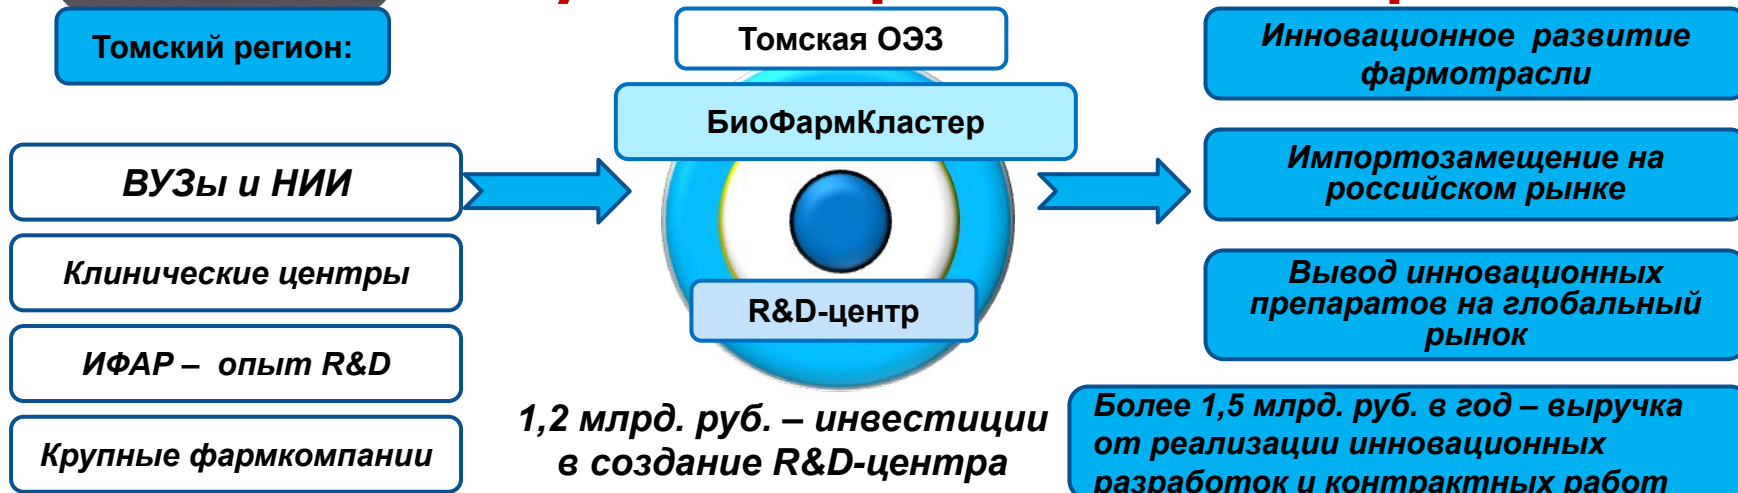 Томский регион:
ВУЗы и НИИ
Клинические центры
ИФАР – опыт R&D
Крупные фармкомпании
Томская ОЭЗ
БиоФармКластер
R&D-центр
1,2 млрд. руб. – инвестиции
в создание R&D-центра
Инновационное развитие
фармотрасли
Импортозамещение на
российском рынке
Вывод инновационных
препаратов на глобальный
рынок
Более 1,5 млрд. руб. в год – выручка
от реализации инновационных
разработок и контрактных работ